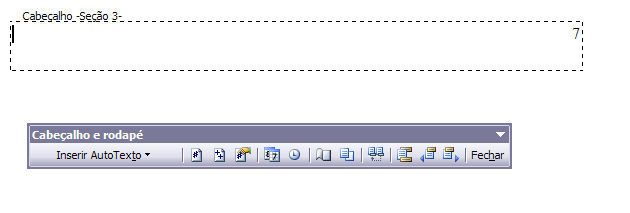 Cabeçalho -Seção 3-
7
Cabeçalho e rodapé
Inserir AutoTexto Fechar